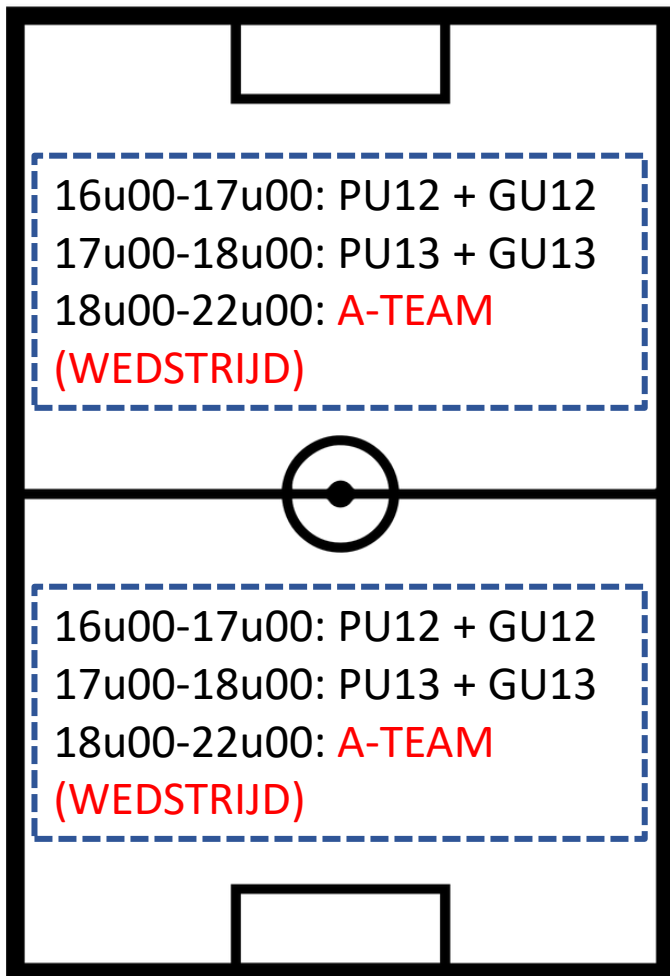 16u00-17u00: PU12 + GU12
17u00-18u00: PU13 + GU13
18u00-22u00: A-TEAM
(WEDSTRIJD)
16u00-17u00: PU12 + GU12
17u00-18u00: PU13 + GU13
18u00-22u00: A-TEAM
(WEDSTRIJD)